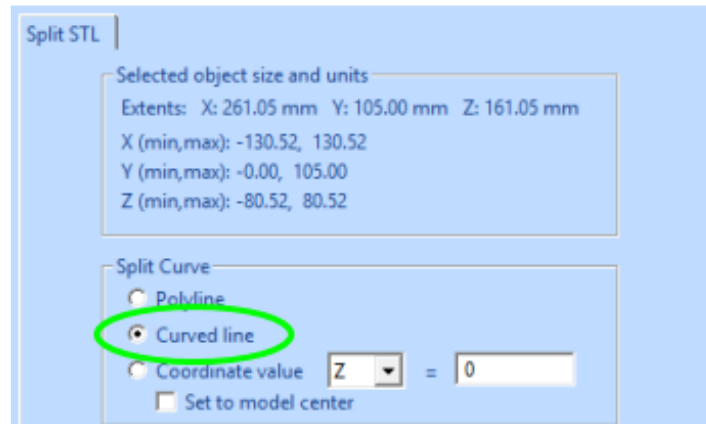 Split STL
Selected object size and units
Extents: X: 261.05 mm Y: 105.00 mm Z: 161.05 mm
X (min,max): -130.52, 130.52
Y (min,max): -0.00, 105.00
Z (min,max): -80.52, 80.52
Split Curve
Polyline
Curved line
Coordinate value Z = 0
Set to model center